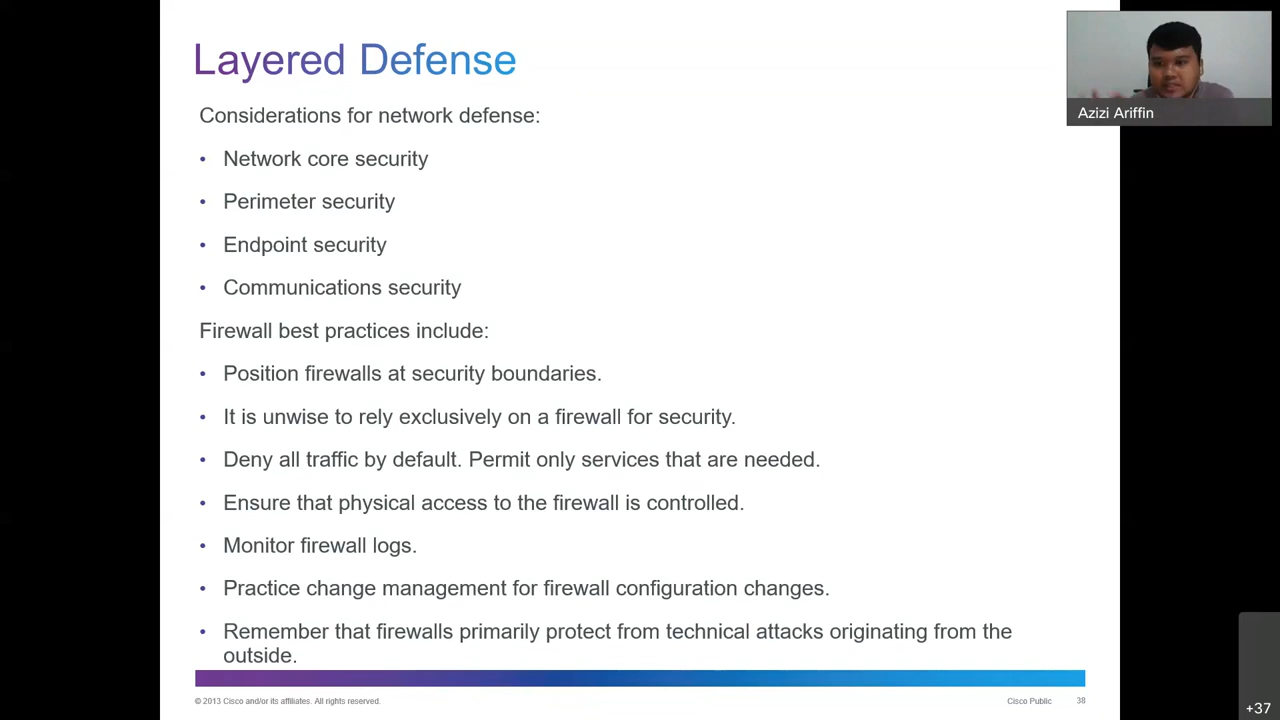 Layered Defense
Azizi Ariffin
Considerations for network defense:
• Network core security
• Perimeter security
• Endpoint security
• Communications security
Firewall best practices include:
• Position firewalls at security boundaries.
• It is unwise to rely exclusively on a firewall for security.
• Deny all traffic by default. Permit only services that are needed.
• Ensure that physical access to the firewall is controlled.
• Monitor firewall logs.
• Practice change management for firewall configuration changes.
• Remember that firewalls primarily protect from technical attacks originating from the
outside.
© 2013 Cisco and/or its affiliates. All rights reserved.
Cisco Public
38
+37